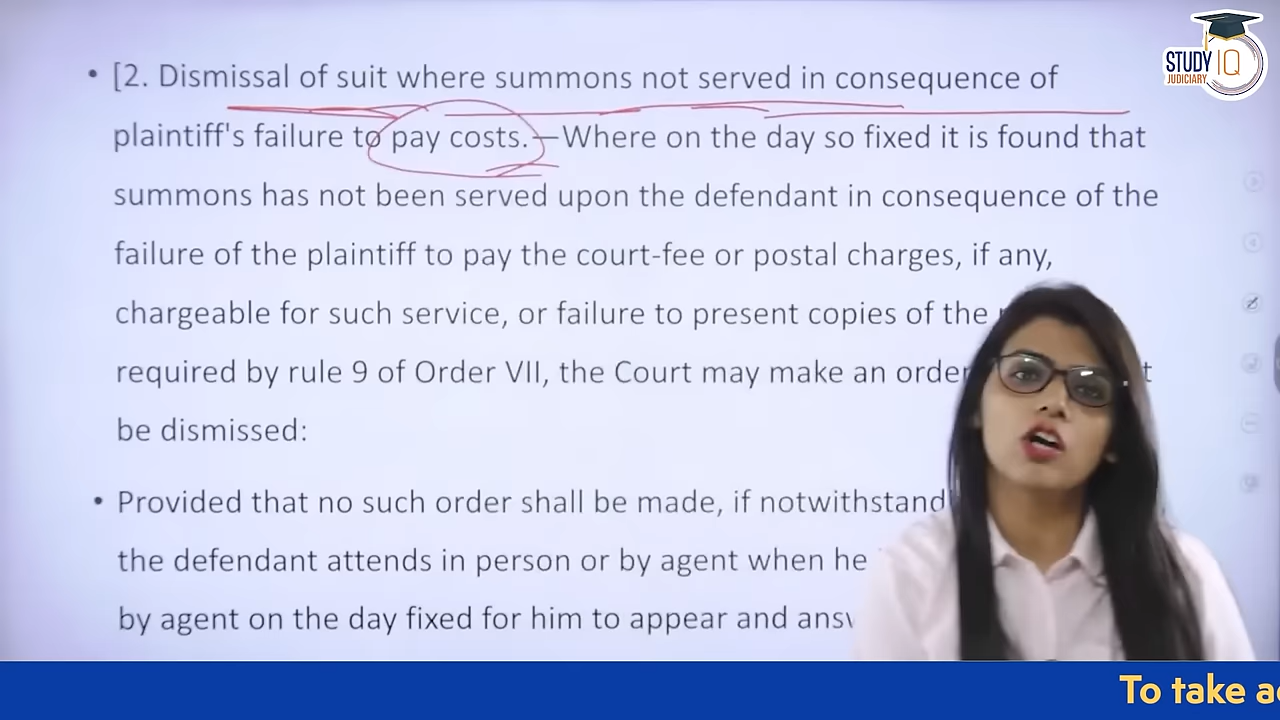 STUDY IQ
JUDICIARY
• [2. Dismissal of suit where summons not served in consequence of
plaintiff's failure to pay costs.—Where on the day so fixed it is found that
summons has not been served upon the defendant in consequence of the
failure of the plaintiff to pay the court-fee or postal charges, if any,
chargeable for such service, or failure to present copies of the
required by rule 9 of Order VII, the Court may make an order
be dismissed:
• Provided that no such order shall be made, if
the defendant attends in person or by agent when he
by agent on the day fixed for him to appear and
To take